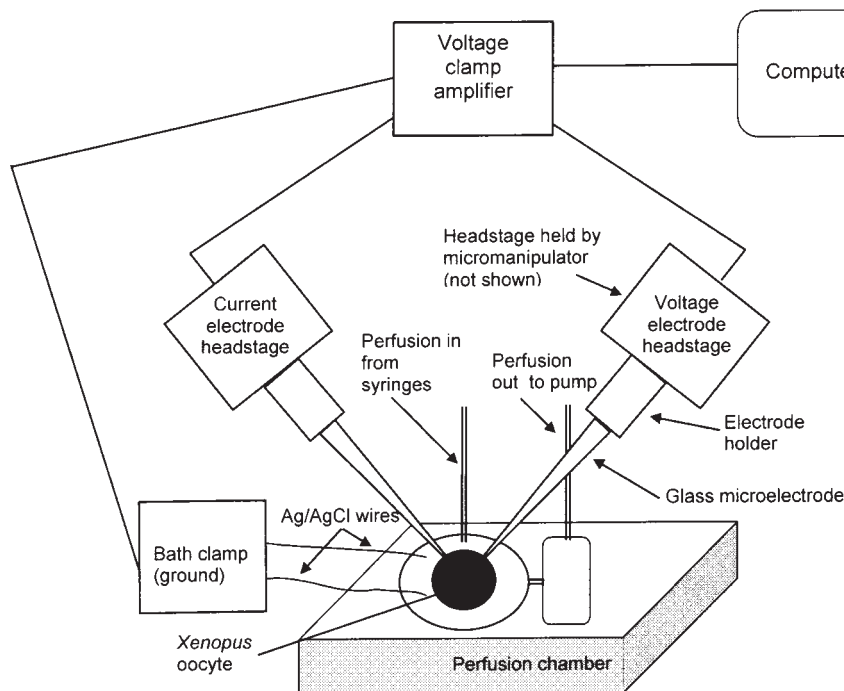 Voltage
clamp
amplifier
Compute
Headstage held by
micromanipulator
(not shown)
Current
electrode
headstage
Voltage
electrode
headstage
Perfusion in
from
syringes
Perfusion
out to pump
Electrode
holder
Glass microelectrode
Ag/AgCl wires
Bath clamp
(ground)
Xenopus
oocyte
Perfusion chamber